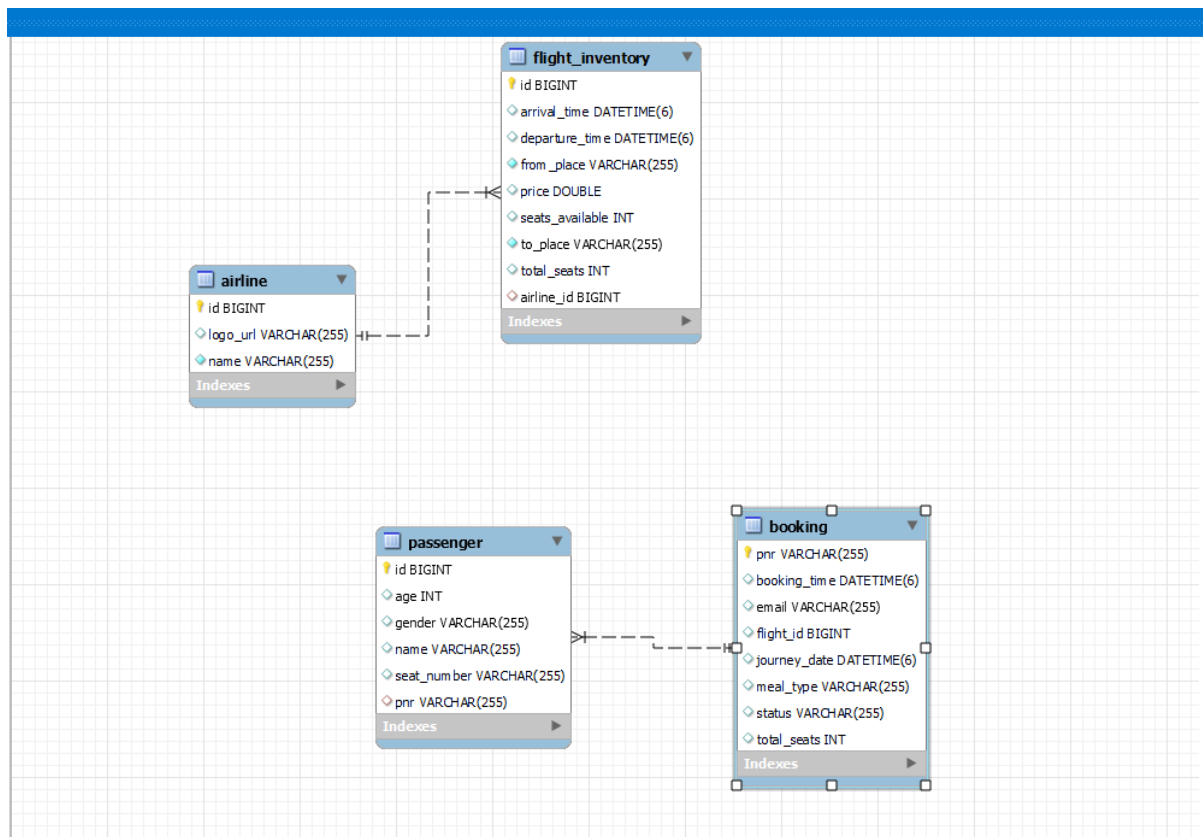 flight_inventory
id BIGINT
arrival_time DATETIME(6)
departure_time DATETIME(6)
from_place VARCHAR(255)
price DOUBLE
seats_available INT
to_place VARCHAR(255)
total_seats INT
airline_id BIGINT
Indexes
airline
id BIGINT
logo_url VARCHAR(255)
name VARCHAR(255)
Indexes
passenger
id BIGINT
age INT
gender VARCHAR(255)
name VARCHAR(255)
seat_number VARCHAR(255)
pnr VARCHAR(255)
Indexes
booking
pnr VARCHAR(255)
booking_time DATETIME(6)
email VARCHAR(255)
flight_id BIGINT
journey_date DATETIME(6)
meal_type VARCHAR(255)
status VARCHAR(255)
total_seats INT
Indexes